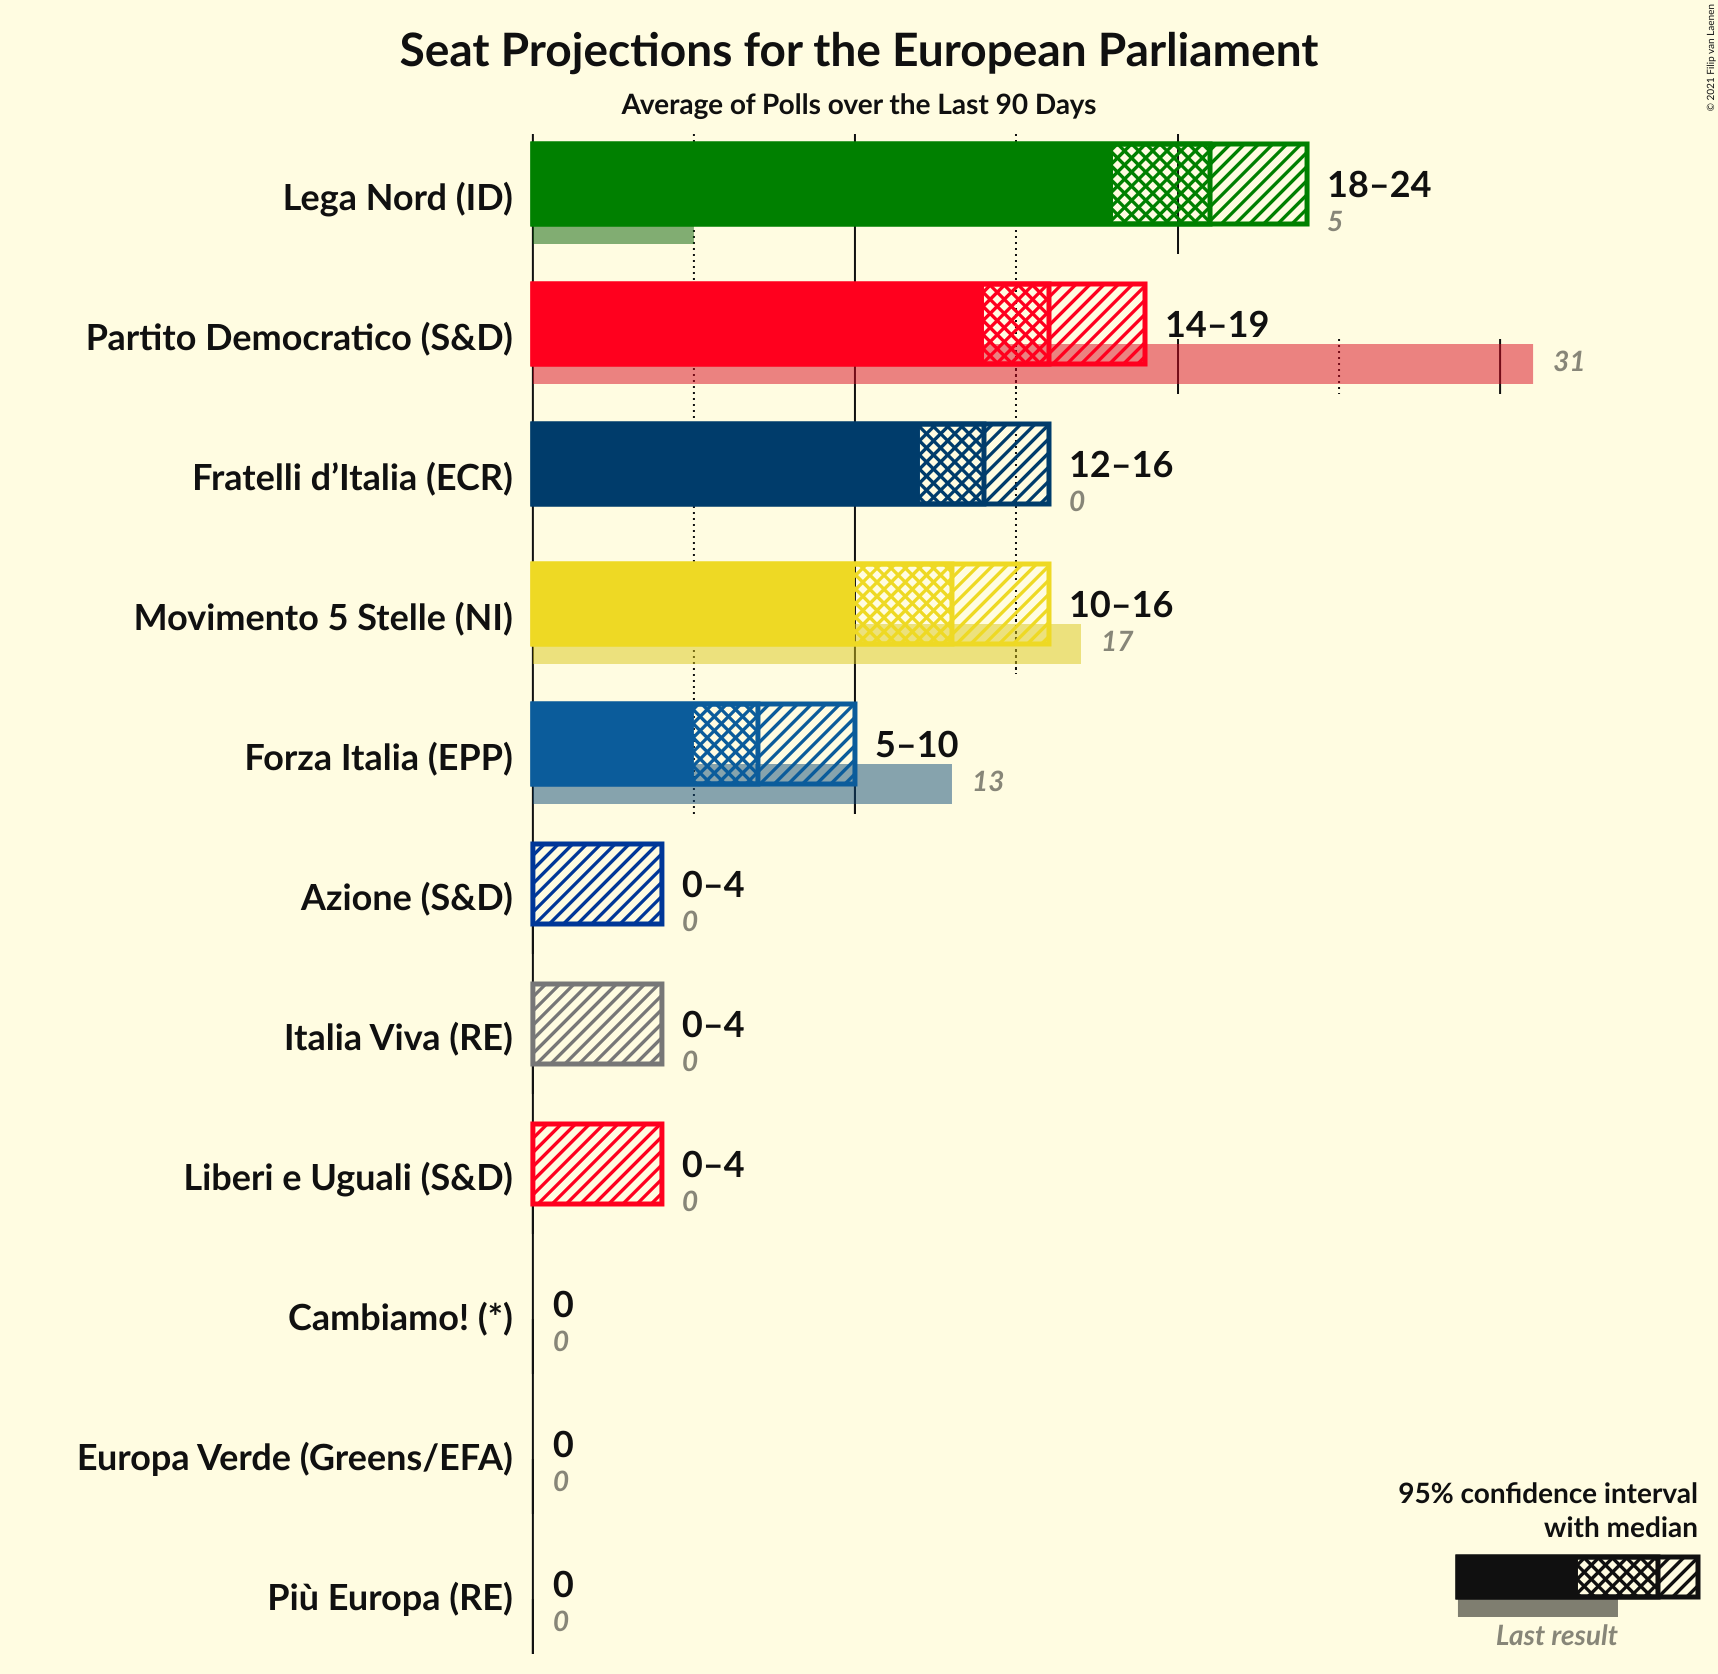 Seat Projections for the European Parliament
Average of Polls over the Last 90 Days
© 2021 Filip van Laenen
Lega Nord (ID)
18–24
5
Partito Democratico (S&D)
14–19
31
Fratelli d’Italia (ECR)
12–16
0
Movimento 5 Stelle (NI)
10–16
17
Forza Italia (EPP)
5–10
13
Azione (S&D)
0–4
0
Italia Viva (RE)
0–4
0
Liberi e Uguali (S&D)
0–4
0
Cambiamo! (*)
0
0
Europa Verde (Greens/EFA)
0
0
Più Europa (RE)
0
0
95% confidence interval
with median
Last result